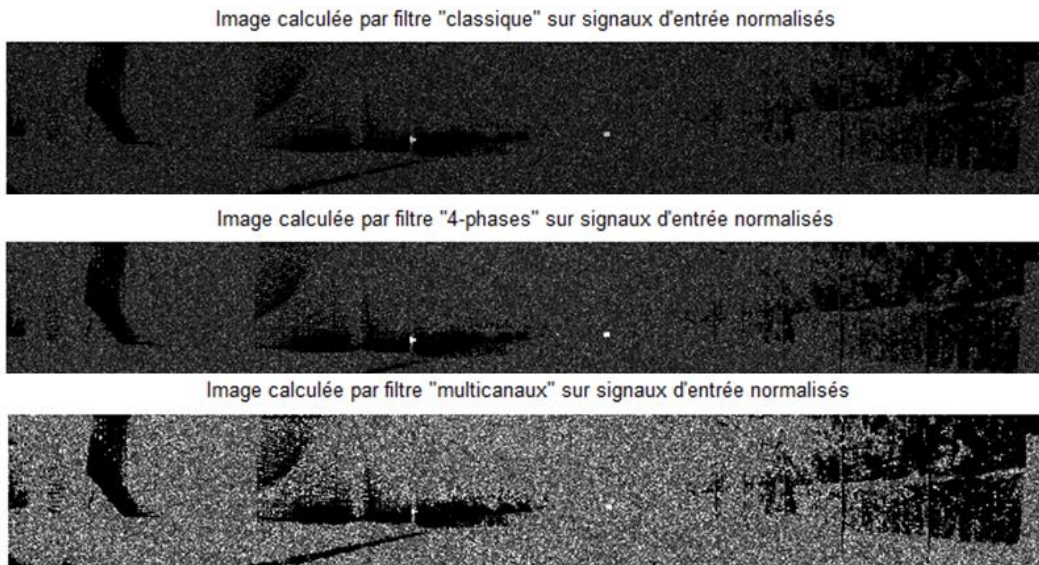 Image calculée par filtre "classique" sur signaux d'entrée normalisés
Image calculée par filtre "4-phases" sur signaux d'entrée normalisés
Image calculée par filtre "multicanaux" sur signaux d'entrée normalisés